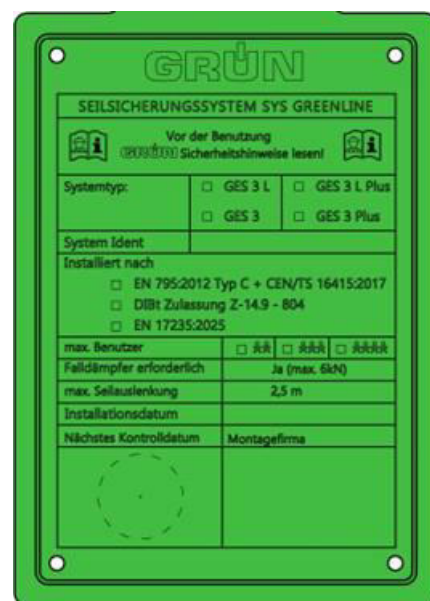 GRÜN
SEILSICHERUNGSSYSTEM SYS GREENLINE
Vor der Benutzung
GRÜN Sicherheitshinweise lesen!
Systemtyp: □ GES 3 L □ GES 3 L Plus
□ GES 3 □ GES 3 Plus
System Ident
Installiert nach
□ EN 795:2012 Typ C + CEN/TS 16415:2017
□ DIBt Zulassung Z-14.9 - 804
□ EN 17235:2025
max. Benutzer
Falldämpfer erforderlich Ja (max. 6kN)
max. Seilauslenkung 2,5 m
Installationsdatum
Nächstes Kontrolldatum Montagefirma